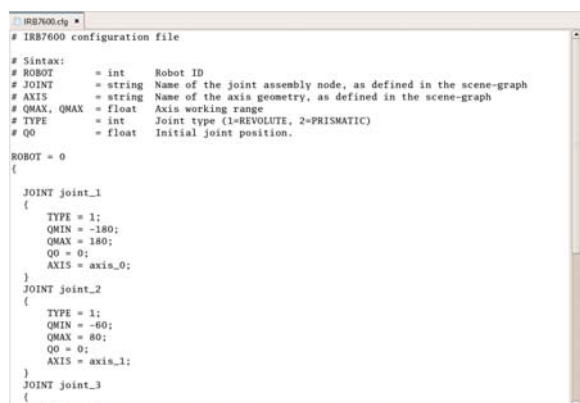 IRB7600.cfg
# IRB7600 configuration file
# Sintax:
# ROBOT = int Robot ID
# JOINT = string Name of the joint assembly node, as defined in the scene-graph
# AXIS = string Name of the axis geometry, as defined in the scene-graph
# QMAX, QMAX = float Axis working range
# TYPE = int Joint type (1=REVOLUTE, 2=PRISMATIC)
# Q0 = float Initial joint position.
ROBOT = 0
{
JOINT joint_1
{
TYPE = 1;
QMIN = -180;
QMAX = 180;
Q0 = 0;
AXIS = axis_0;
}
JOINT joint_2
{
TYPE = 1;
QMIN = -60;
QMAX = 80;
Q0 = 0;
AXIS = axis_1;
}
JOINT joint_3
{